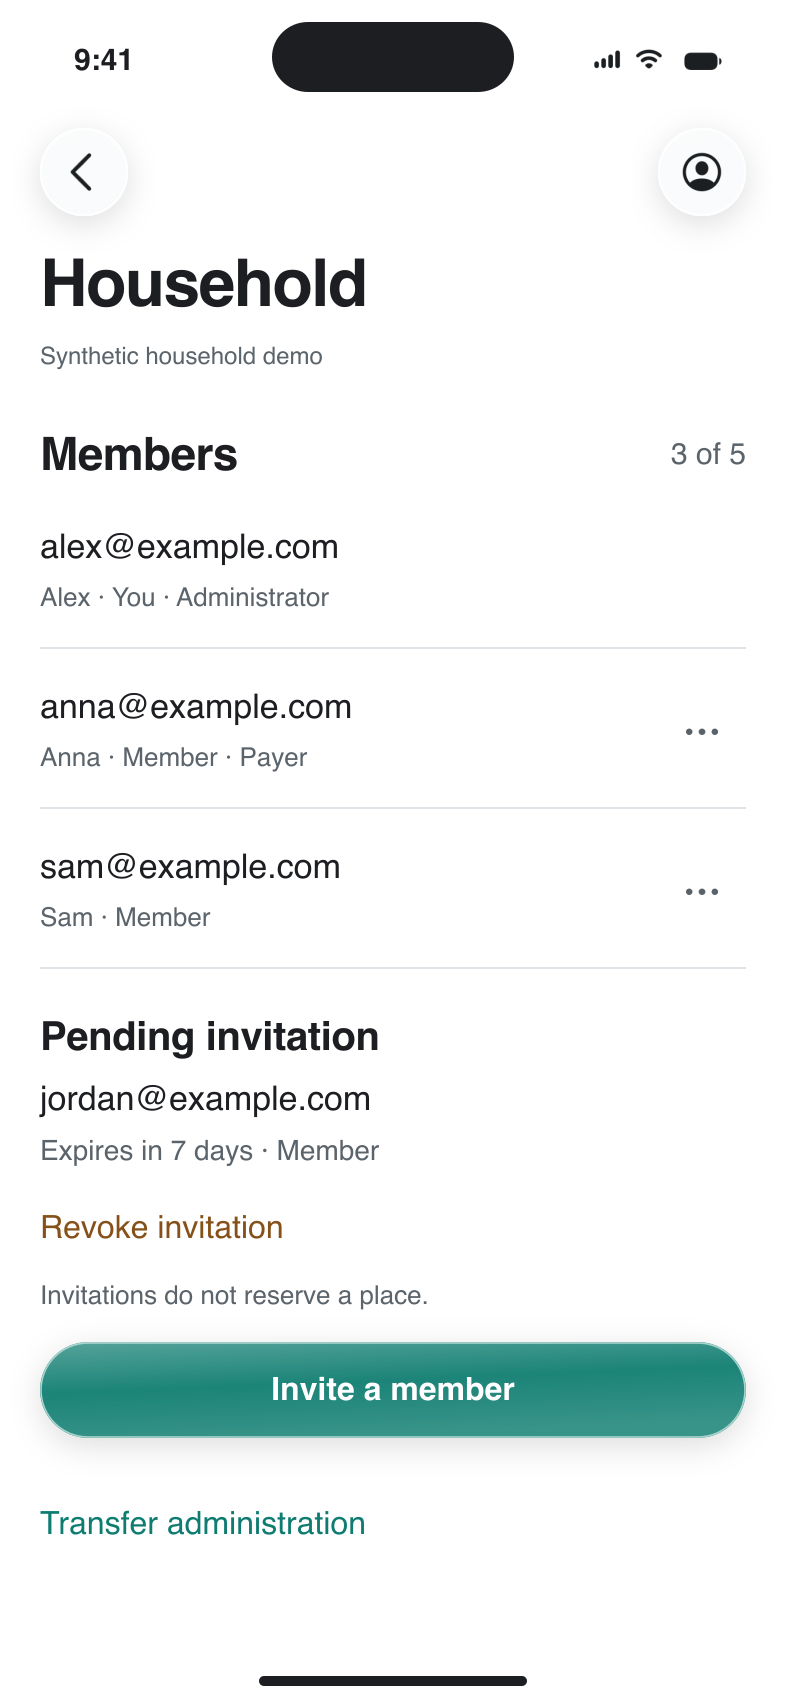 9:41
Household
Synthetic household demo
Members
3 of 5
alex@example.com
Alex · You · Administrator
anna@example.com
Anna · Member · Payer
sam@example.com
Sam · Member
Pending invitation
jordan@example.com
Expires in 7 days · Member
Revoke invitation
Invitations do not reserve a place.
Invite a member
Transfer administration